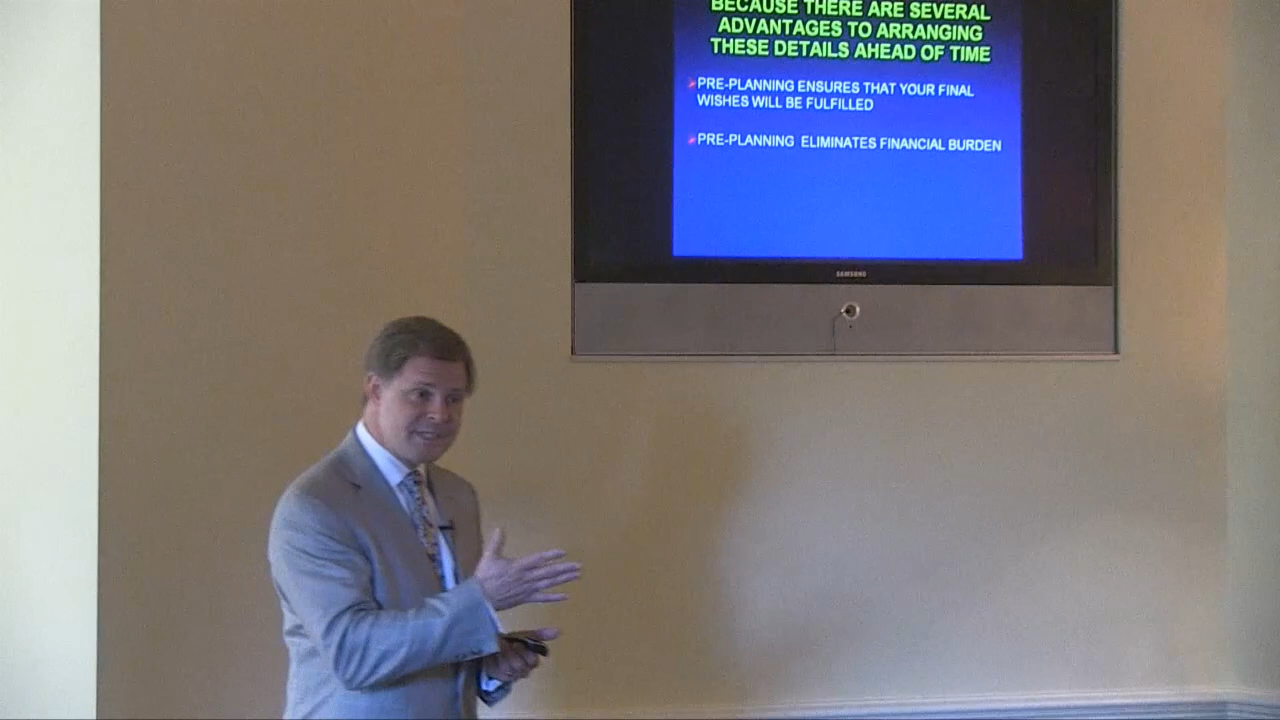 BECAUSE THERE ARE SEVERAL
ADVANTAGES TO ARRANGING
THESE DETAILS AHEAD OF TIME
PRE-PLANNING ENSURES THAT YOUR FINAL
WISHES WILL BE FULFILLED
PRE-PLANNING ELIMINATES FINANCIAL BURDEN
SAMSUNG